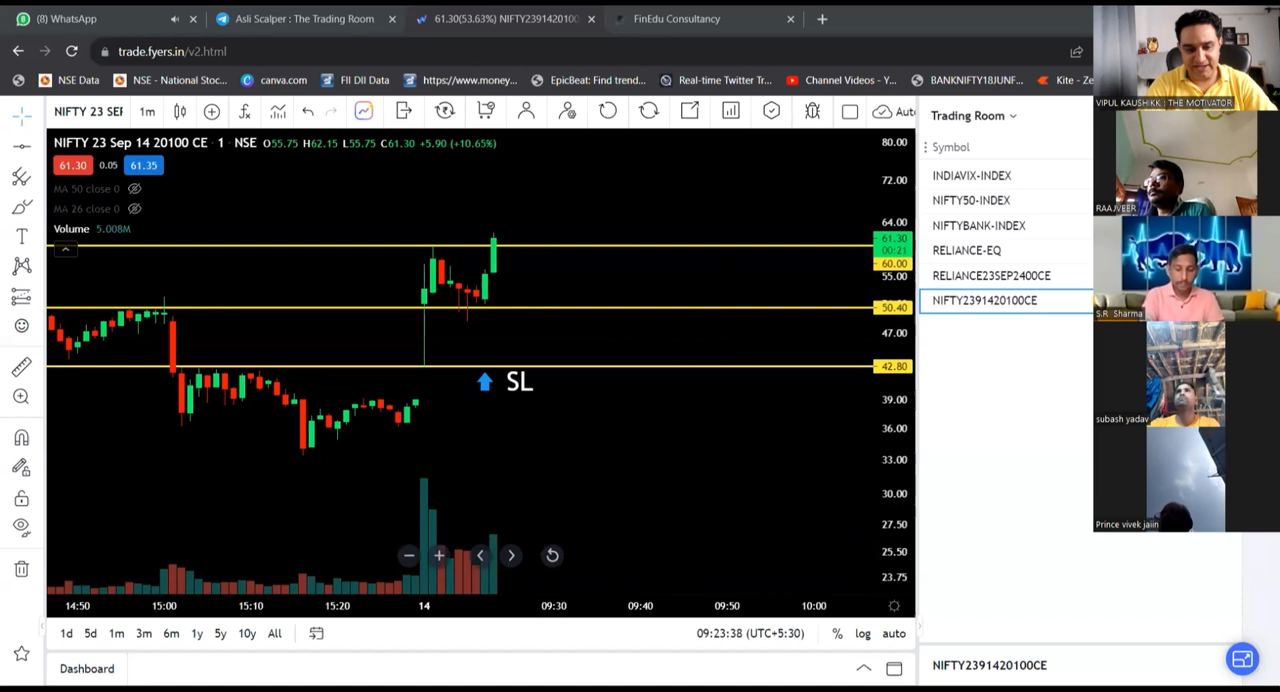 (8) WhatsApp
Asli Scalper : The Trading Room
61.30(53.63%) NIFTY2391420100
FinEdu Consultancy
trade.fyers.in/v2.html
NSE Data
NSE - National Stoc...
canva.com
FII DII Data
https://www.money...
EpicBeat: Find trend...
Real-time Twitter Tr...
Channel Videos - Y...
BANKNIFTY18JUNF...
Kite - Ze
NIFTY 23 SEP
1m
Auto
NIFTY 23 Sep 14 20100 CE · 1 · NSE O55.75 H62.15 L55.75 C61.30 +5.90 (+10.65%)
61.30 0.05 61.35
MA 50 close 0
MA 26 close 0
Volume 5.008M
SL
80.00
72.00
64.00
61.30
00:21
60.00
55.00
50.40
47.00
42.80
39.00
36.00
33.00
30.00
27.50
25.50
23.75
14:50 15:00 15:10 15:20 14 09:30 09:40 09:50 10:00
1d 5d 1m 3m 6m 1y 5y 10y All
09:23:38 (UTC+5:30) % log auto
Dashboard
Trading Room
Symbol
INDIAVIX-INDEX
NIFTY50-INDEX
NIFTYBANK-INDEX
RELIANCE-EQ
RELIANCE23SEP2400CE
NIFTY2391420100CE
NIFTY2391420100CE
VIPUL KAUSHIKK : THE MOTIVATOR
RAAJVEER
S.R Sharma
subash yadav
Prince vivek jaiin